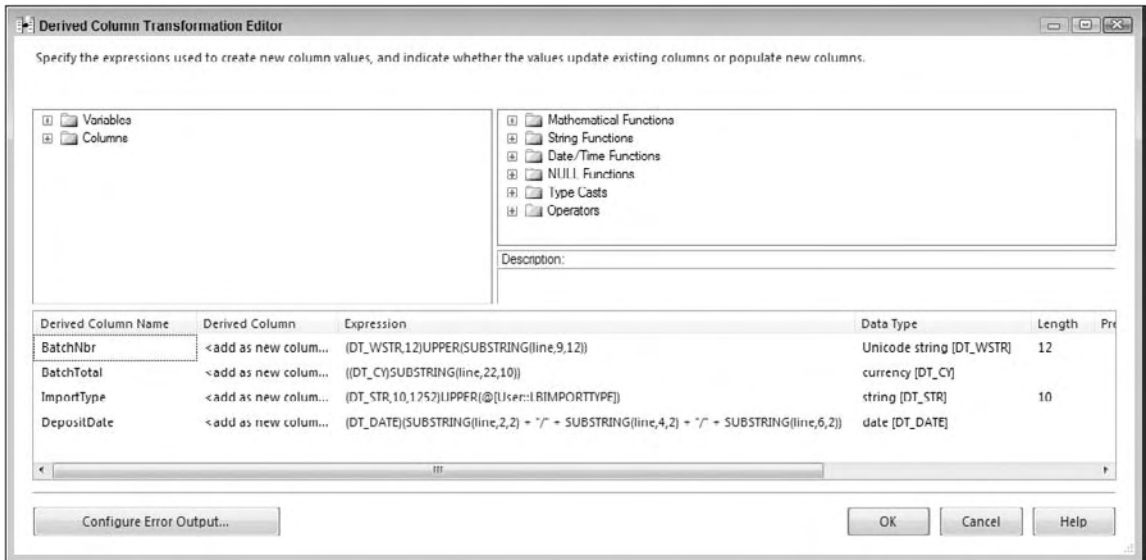 Derived Column Transformation Editor
Specify the expressions used to create new column values, and indicate whether the values update existing columns or populate new columns.
Variables
Columns
Mathematical Functions
String Functions
Date/Time Functions
NULL Functions
Type Casts
Operators
Description:
Derived Column Name Derived Column Expression Data Type Length Pre
BatchNbr <add as new colum... (DT_WSTR,12)UPPER(SUBSTRING(line,9,12)) Unicode string [DT_WSTR] 12
BatchTotal <add as new colum... ((DT_CY)SUBSTRING(line,22,10)) currency [DT_CY]
ImportType <add as new colum... (DT_STR,10,1252)UPPER(@[User::LBIMPORTTYPE]) string [DT_STR] 10
DepositDate <add as new colum... (DT_DATE)(SUBSTRING(line,2,2) + "/" + SUBSTRING(line,4,2) + "/" + SUBSTRING(line,6,2)) date [DT_DATE]
Configure Error Output... OK Cancel Help